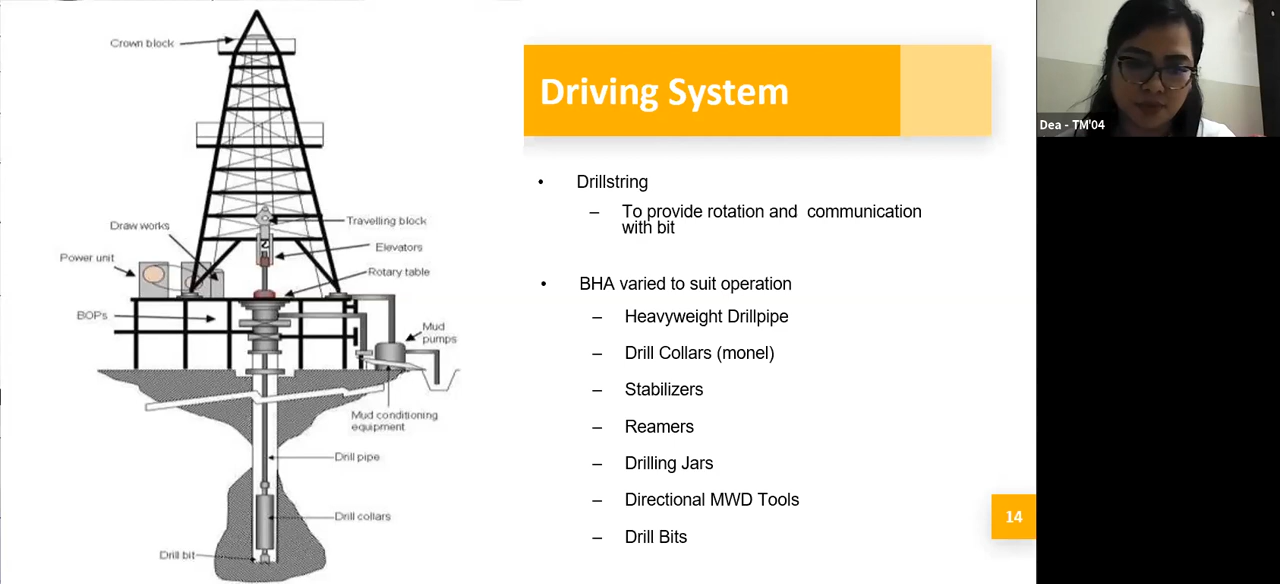 Crown block
Travelling block
Draw works
Elevators
Power unit
Rotary table
BOPs
Mud
pumps
Mud conditioning
equipment
Drill pipe
Drill collars
Drill bit
Driving System
• Drillstring
– To provide rotation and communication
with bit
• BHA varied to suit operation
– Heavyweight Drillpipe
– Drill Collars (monel)
– Stabilizers
– Reamers
– Drilling Jars
– Directional MWD Tools
– Drill Bits
14
Dea - TM'04